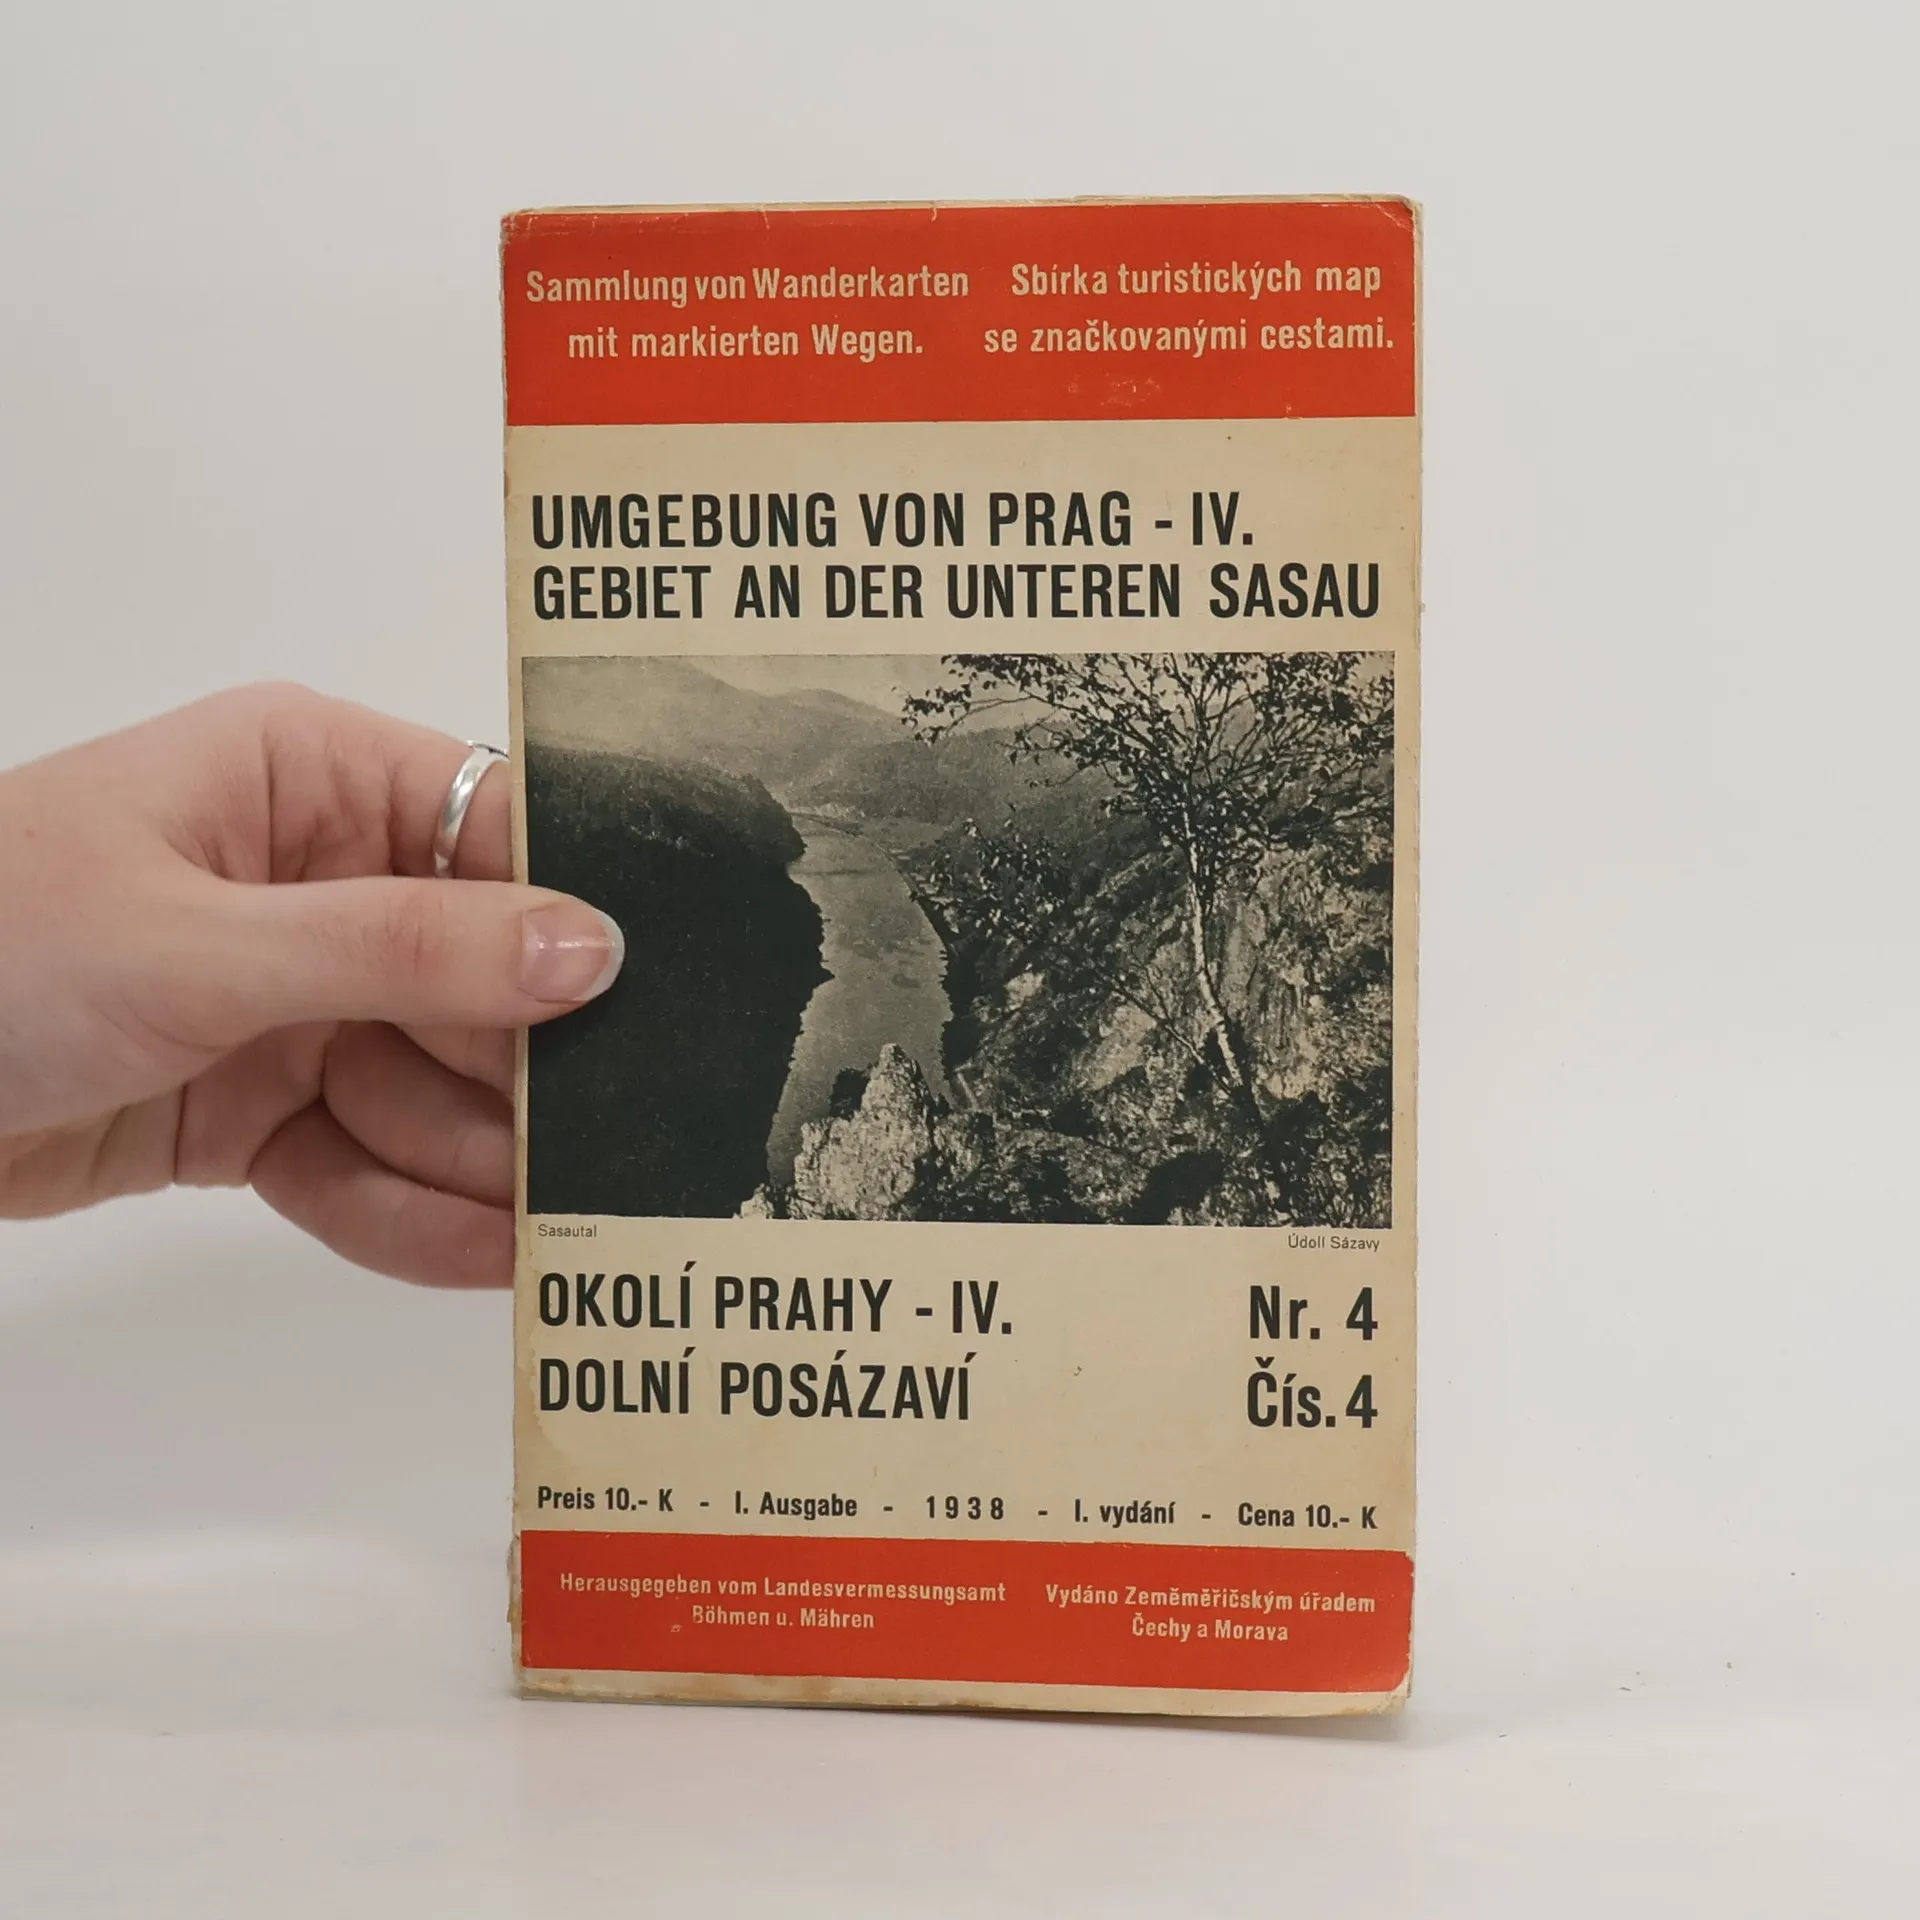 Sammlung von Wanderkarten
mit markierten Wegen.
Sbírka turistických map
se značkovanými cestami.
UMGEBUNG VON PRAG - IV.
GEBIET AN DER UNTEREN SASAU
Sasautal
Údolí Sázavy
OKOLÍ PRAHY - IV.
DOLNÍ POSÁZAVÍ
Nr. 4
Čís. 4
Preis 10.- K - I. Ausgabe - 1938 - I. vydání - Cena 10.- K
Herausgegeben vom Landesvermessungsamt
Böhmen u. Mähren
Vydáno Zeměměřičským úřadem
Čechy a Morava